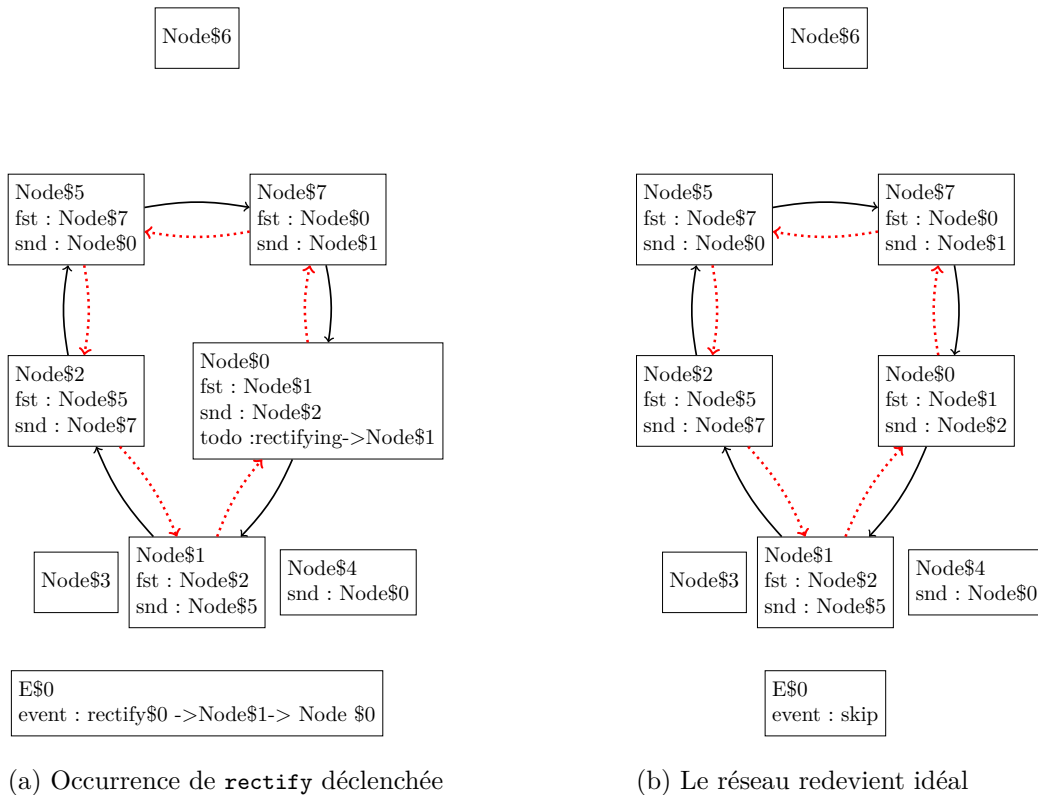 Node$6
Node$5
fst : Node$7
snd : Node$0
Node$7
fst : Node$0
snd : Node$1
Node$2
fst : Node$5
snd : Node$7
Node$0
fst : Node$1
snd : Node$2
todo :rectifying->Node$1
Node$3
Node$1
fst : Node$2
snd : Node$5
Node$4
snd : Node$0
E$0
event : rectify$0 ->Node$1-> Node $0
(a) Occurrence de rectify déclenchée
Node$6
Node$5
fst : Node$7
snd : Node$0
Node$7
fst : Node$0
snd : Node$1
Node$2
fst : Node$5
snd : Node$7
Node$0
fst : Node$1
snd : Node$2
Node$3
Node$1
fst : Node$2
snd : Node$5
Node$4
snd : Node$0
E$0
event : skip
(b) Le réseau redevient idéal